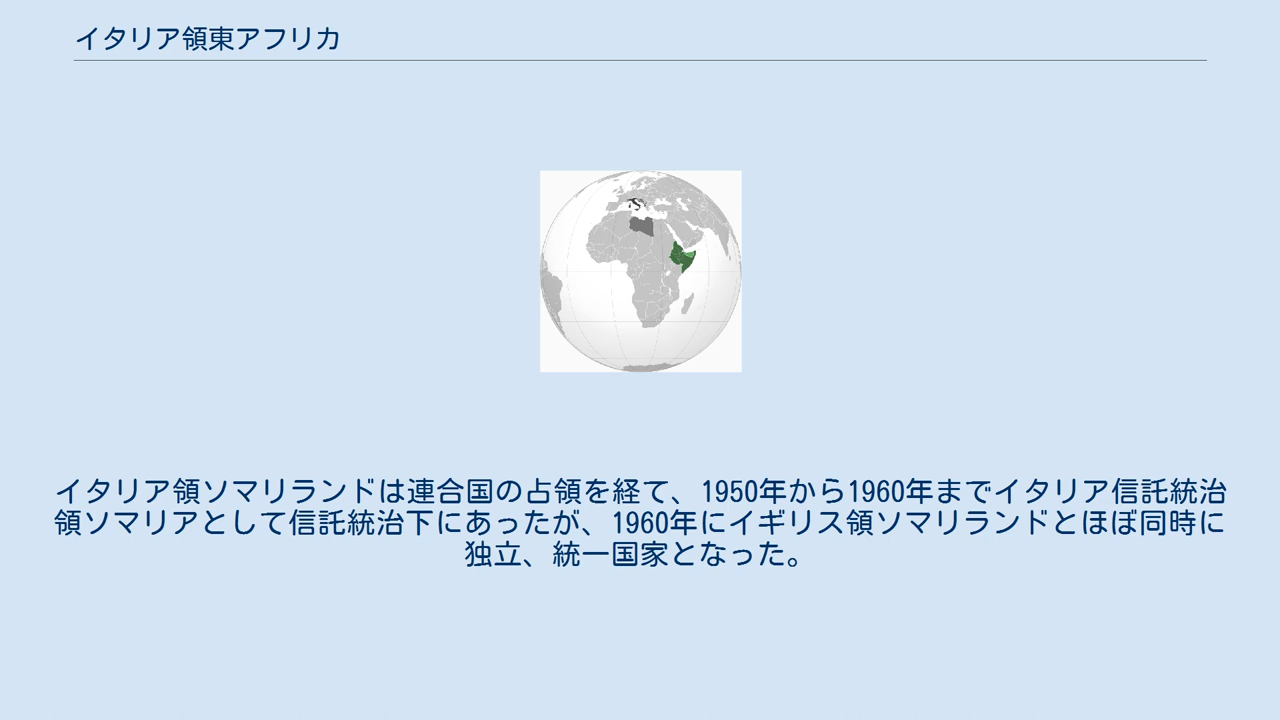 イタリア領東アフリカ
イタリア領ソマリランドは連合国の占領を経て、1950年から1960年までイタリア信託統治
領ソマリアとして信託統治下にあったが、1960年にイギリス領ソマリランドとほぼ同時に
独立、統一国家となった。